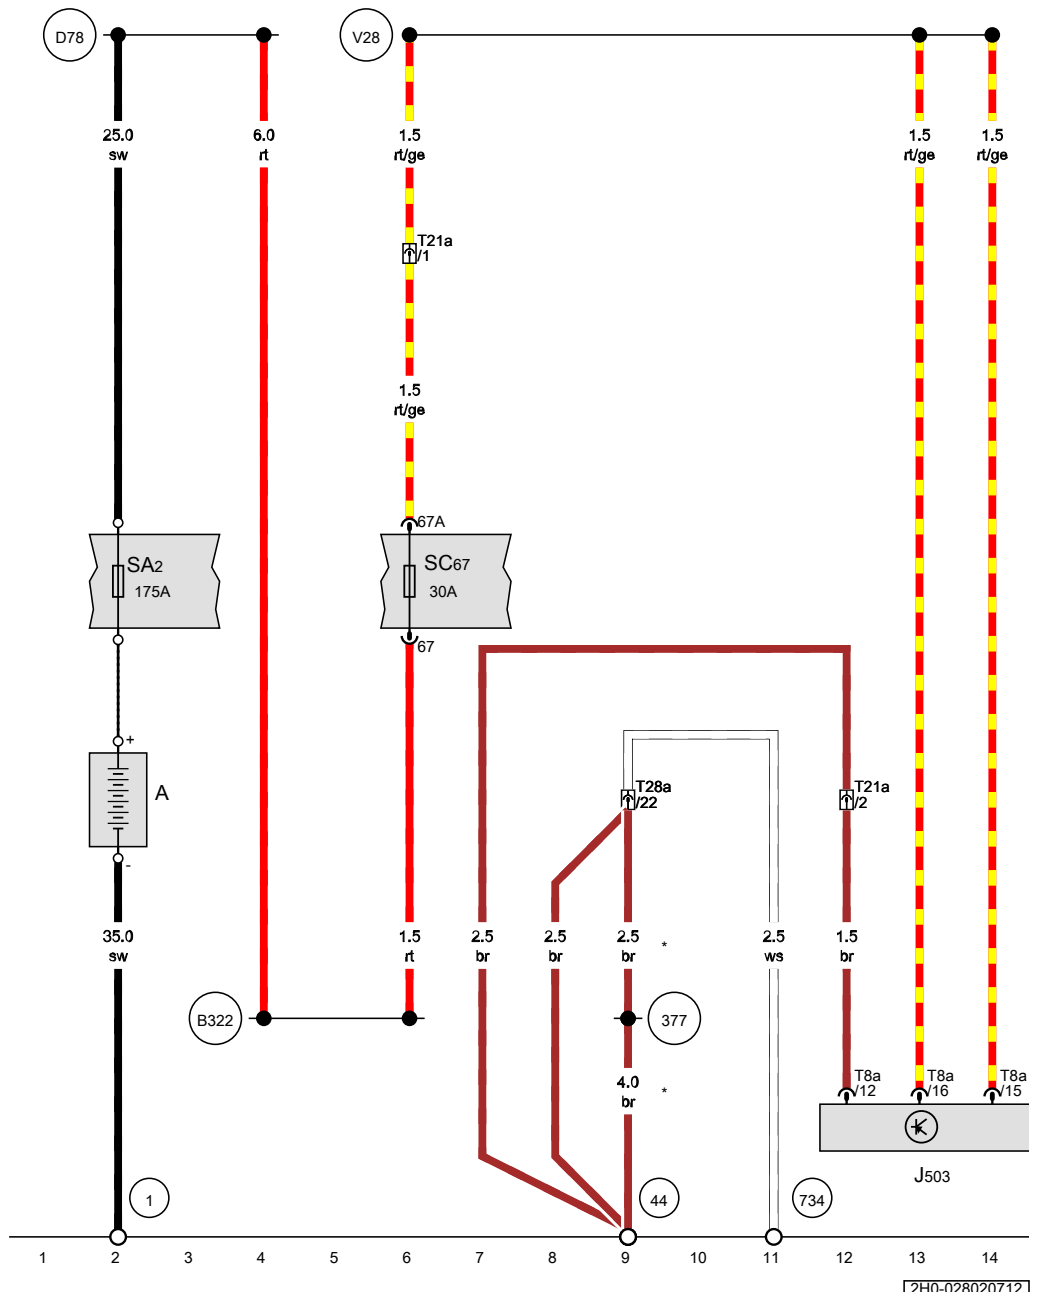 D78
V28
25.0
sw
6.0
rt
1.5
rt/ge
1.5
rt/ge
1.5
rt/ge
T21a
/1
1.5
rt/ge
67A
SA2
175A
SC67
30A
67
+
A
-
T28a
/22
T21a
/2
35.0
sw
1.5
rt
2.5
br
2.5
br
2.5
br
*
2.5
ws
1.5
br
B322
377
4.0
br
*
T8a
/12
T8a
/16
T8a
/15
J503
1
44
734
1 2 3 4 5 6 7 8 9 10 11 12 13 14
2H0-028020712